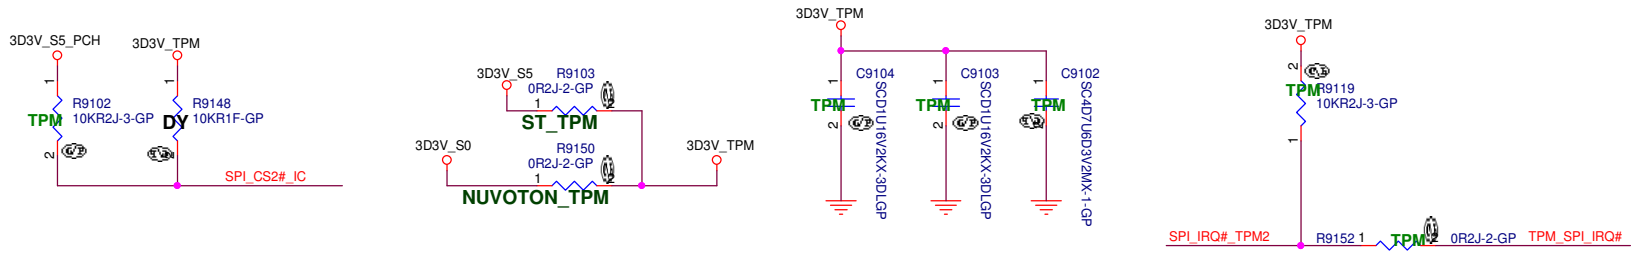 3D3V_S5_PCH
3D3V_TPM
1
1
R9102
10KR2J-3-GP
TPM
R9148
10KR1F-GP
DY
2
2
SPI_CS2#_IC
3D3V_S5
R9103
0R2J-2-GP
1
2
ST_TPM
3D3V_S0
R9150
0R2J-2-GP
1
2
NUVOTON_TPM
3D3V_TPM
3D3V_TPM
1
C9104
TPM
2
SCD1U16V2KX-3DLGP
1
C9103
TPM
2
SCD1U16V2KX-3DLGP
1
C9102
TPM
2
SC4D7U6D3V2MX-1-GP
3D3V_TPM
2
TPM
R9119
10KR2J-3-GP
1
SPI_IRQ#_TPM2
R9152
1
TPM
2
0R2J-2-GP
TPM_SPI_IRQ#